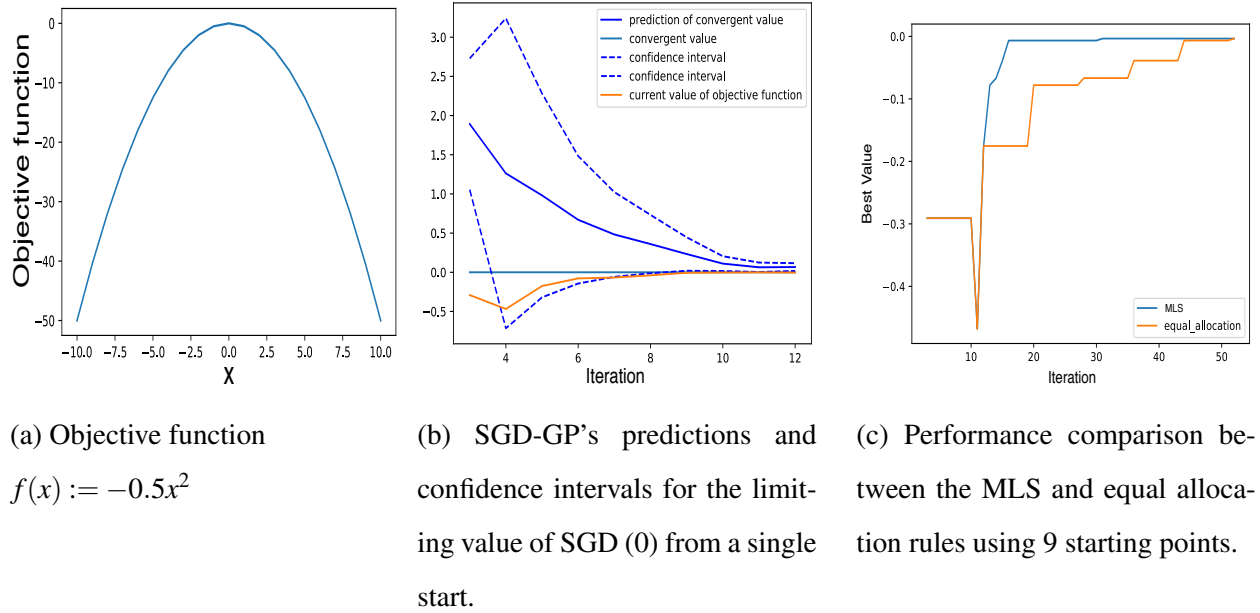 0
−10
−20
−30
−40
−50
Objective function
−10.0 −7.5 −5.0 −2.5 0.0 2.5 5.0 7.5 10.0
X
3.0
2.5
2.0
1.5
1.0
0.5
0.0
−0.5
prediction of convergent value
convergent value
confidence interval
confidence interval
current value of objective function
4 6 8 10 12
Iteration
0.0
−0.1
−0.2
−0.3
−0.4
Best Value
MLS
equal_allocation
10 20 30 40 50
Iteration
(a) Objective function
f(x) := −0.5x²
(b) SGD-GP’s predictions and
confidence intervals for the limit-
ing value of SGD (0) from a single
start.
(c) Performance comparison be-
tween the MLS and equal alloca-
tion rules using 9 starting points.